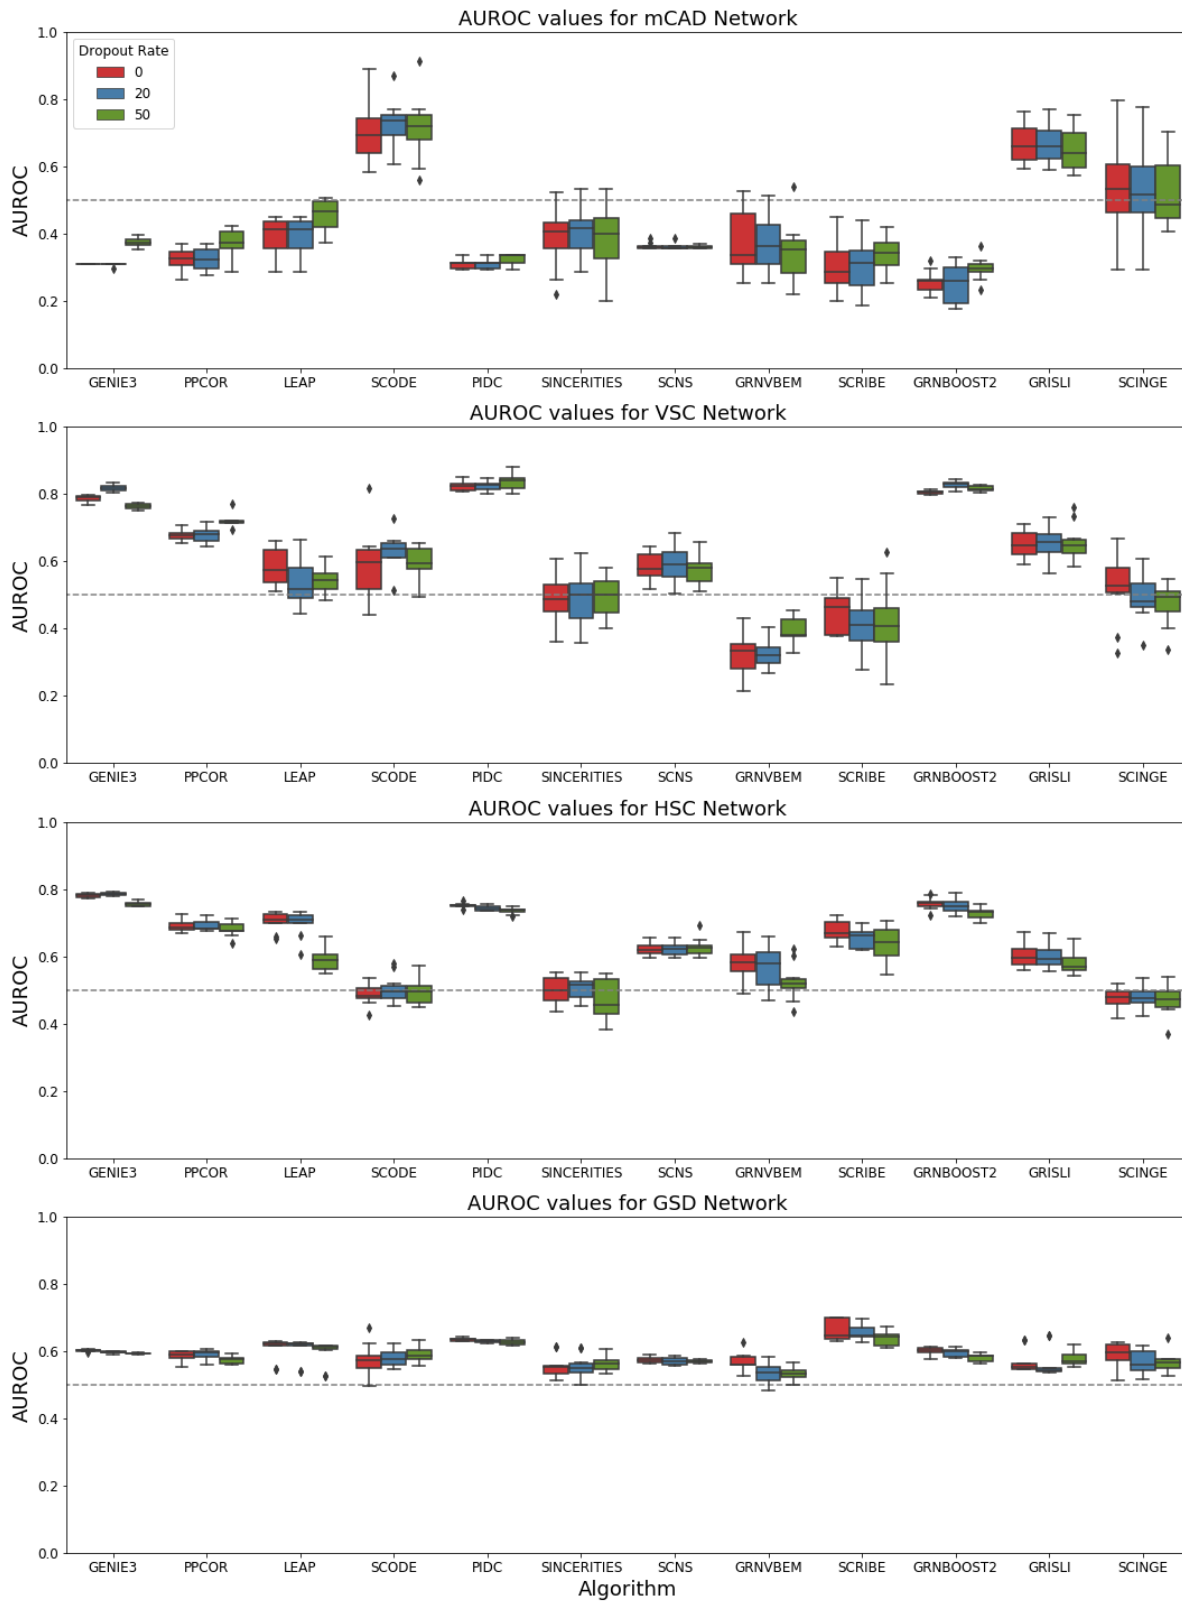 AUROC values for mCAD Network
1.0
Dropout Rate
0
20
50
0.8
0.6
0.4
0.2
0.0
AUROC
GENIE3 PPCOR LEAP SCODE PIDC SINCERITIES SCNS GRNVBEM SCRIBE GRNBOOST2 GRISLI SCINGE
AUROC values for VSC Network
1.0
0.8
0.6
0.4
0.2
0.0
AUROC
GENIE3 PPCOR LEAP SCODE PIDC SINCERITIES SCNS GRNVBEM SCRIBE GRNBOOST2 GRISLI SCINGE
AUROC values for HSC Network
1.0
0.8
0.6
0.4
0.2
0.0
AUROC
GENIE3 PPCOR LEAP SCODE PIDC SINCERITIES SCNS GRNVBEM SCRIBE GRNBOOST2 GRISLI SCINGE
AUROC values for GSD Network
1.0
0.8
0.6
0.4
0.2
0.0
AUROC
GENIE3 PPCOR LEAP SCODE PIDC SINCERITIES SCNS GRNVBEM SCRIBE GRNBOOST2 GRISLI SCINGE
Algorithm